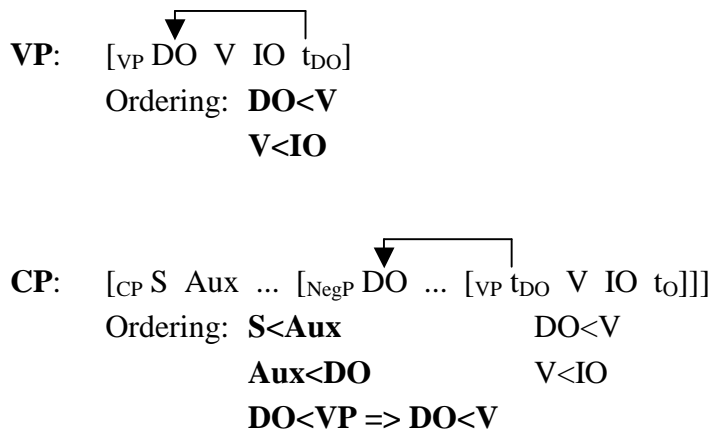 VP: [VP DO V IO tDO]
Ordering: DO<V
V<IO
CP: [CP S Aux ... [NegP DO ... [VP tDO V IO tO]]]
Ordering: S<Aux DO<V
Aux<DO V<IO
DO<VP => DO<V